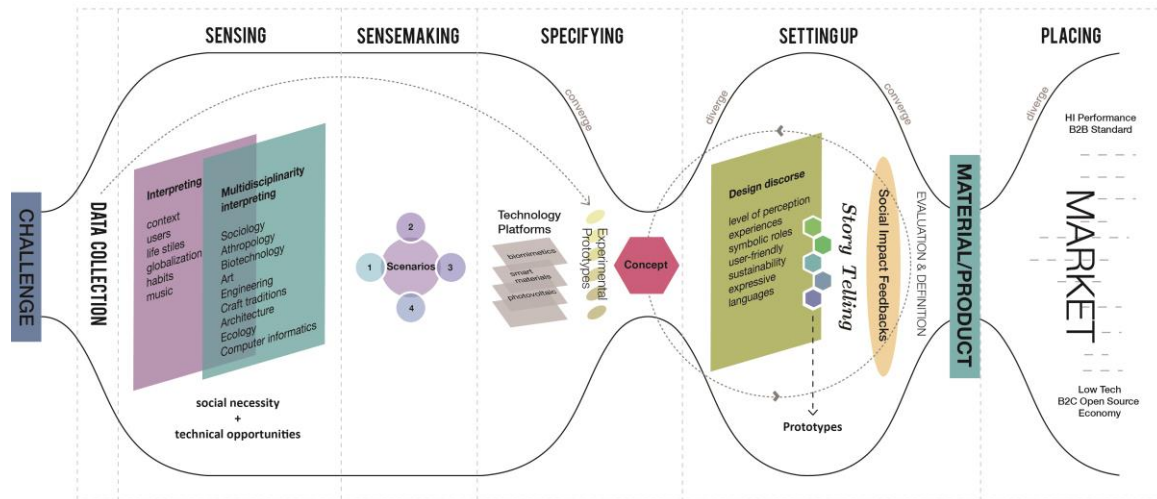 SENSING
SENSEMAKING
SPECIFYING
SETTING UP
PLACING
CHALLENGE
DATA COLLECTION
Interpreting
context
users
life stiles
globalization
habits
music
Multidisciplinarity
interpreting
Sociology
Athropology
Biotechnology
Art
Engineering
Craft traditions
Architecture
Ecology
Computer informatics
social necessity
+
technical opportunities
1
2
Scenarios
3
4
Technology
Platforms
biomimetics
smart
materials
photovoltaic
Experimental
Prototypes
converge
Concept
diverge
Design discorse
level of perception
experiences
symbolic roles
user-friendly
sustainability
expressive
languages
Story Telling
Prototypes
Social Impact Feedbacks
EVALUATION & DEFINITION
converge
MATERIAL/PRODUCT
diverge
HI Performance
B2B Standard
MARKET
Low Tech
B2C Open Source
Economy